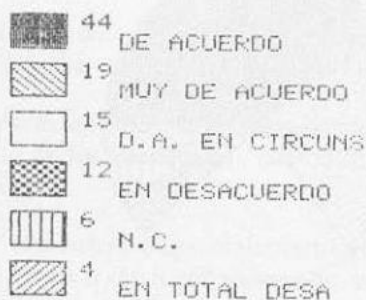 44
DE ACUERDO
19
MUY DE ACUERDO
15
D.A. EN CIRCUNS
12
EN DESACUERDO
6
N.C.
4
EN TOTAL DESA